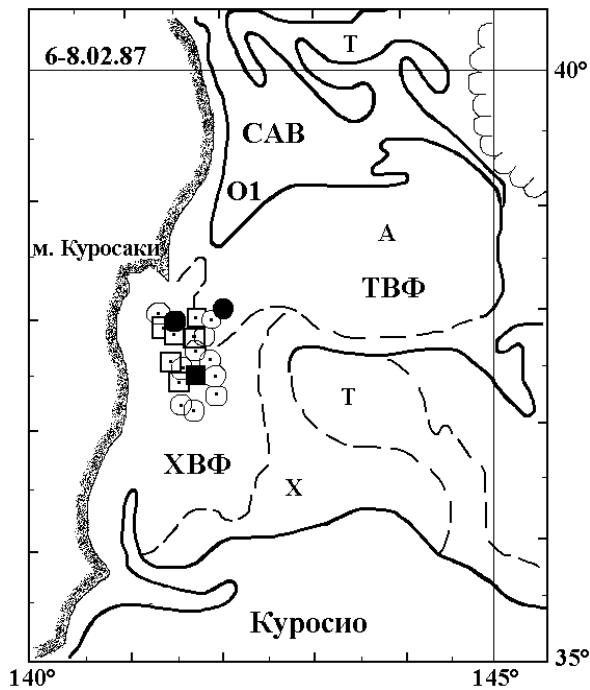 6-8.02.87
Т
40°
САВ
О1
А
м. Куросаки
ТВФ
Т
ХВФ
Х
Куросио
35°
140°
145°